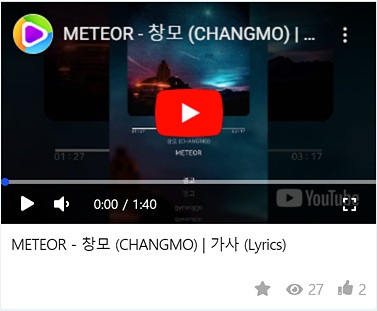 METEOR - 창모 (CHANGMO) | ...
01:27
03:17
창모 (CHANGMO)
METEOR
YouTube
0:00 / 1:40
METEOR - 창모 (CHANGMO) | 가사 (Lyrics)
27
2